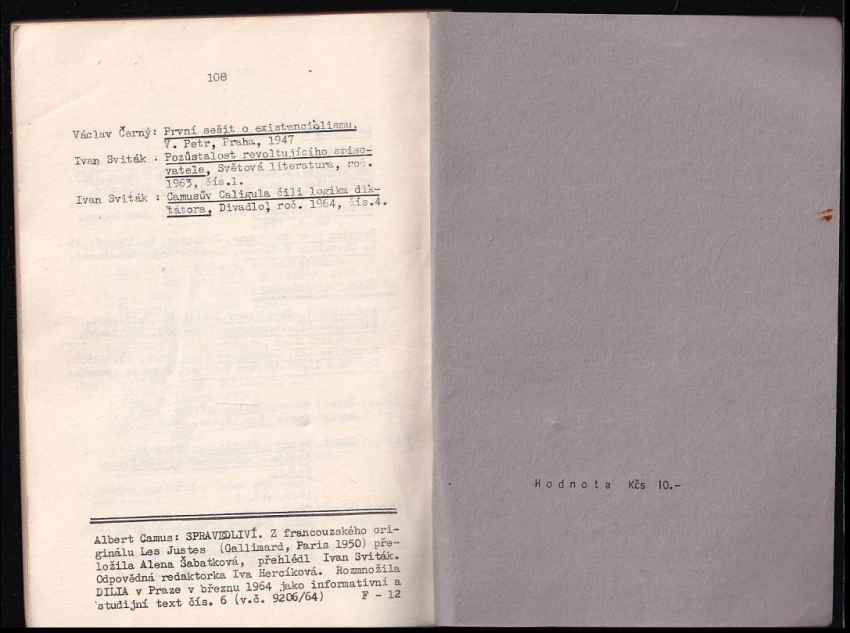 108
Václav Černý: První sešit o existencialismu.
V. Petr, Praha, 1947
Ivan Sviták : Pozůstalost revoltujícího spiso-
vatele, Světová literatura, roč.
1963, čís.1.
Ivan Sviták : Camusův Caligula čili logika dik-
tátora, Divadlo, roč. 1964, čís.4.
Albert Camus: SPRAVEDLIVÍ. Z francouzského ori-
ginálu Les Justes (Gallimard, Paris 1950) pře-
ložila Alena Šabatková, přehlédl Ivan Sviták.
Odpovědná redaktorka Iva Hercíková. Rozmnožila
DILIA v Praze v březnu 1964 jako informativní a
studijní text čís. 6 (v.č. 9206/64) F - 12
Hodnota Kčs 10.-